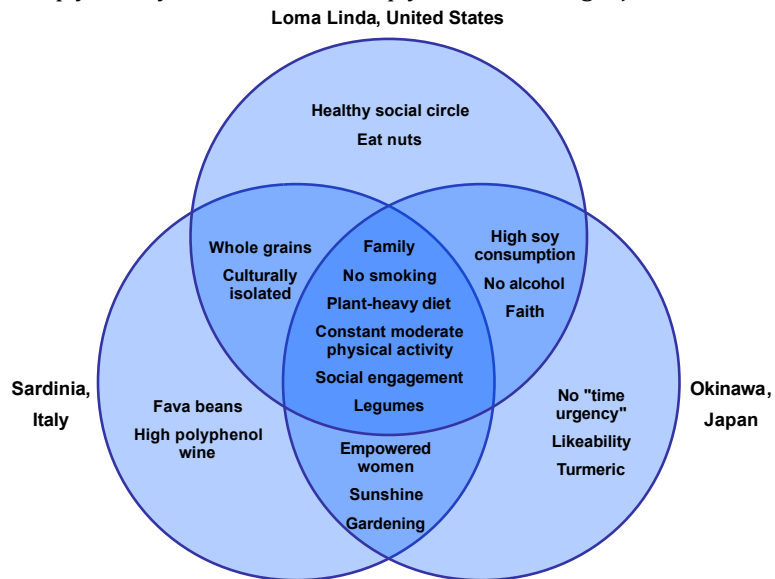 Loma Linda, United States
Healthy social circle
Eat nuts
Whole grains
Culturally
isolated
Family
No smoking
Plant-heavy diet
Constant moderate
physical activity
Social engagement
Legumes
High soy
consumption
No alcohol
Faith
Sardinia,
Italy
Fava beans
High polyphenol
wine
Empowered
women
Sunshine
Gardening
No "time
urgency"
Likeability
Turmeric
Okinawa,
Japan